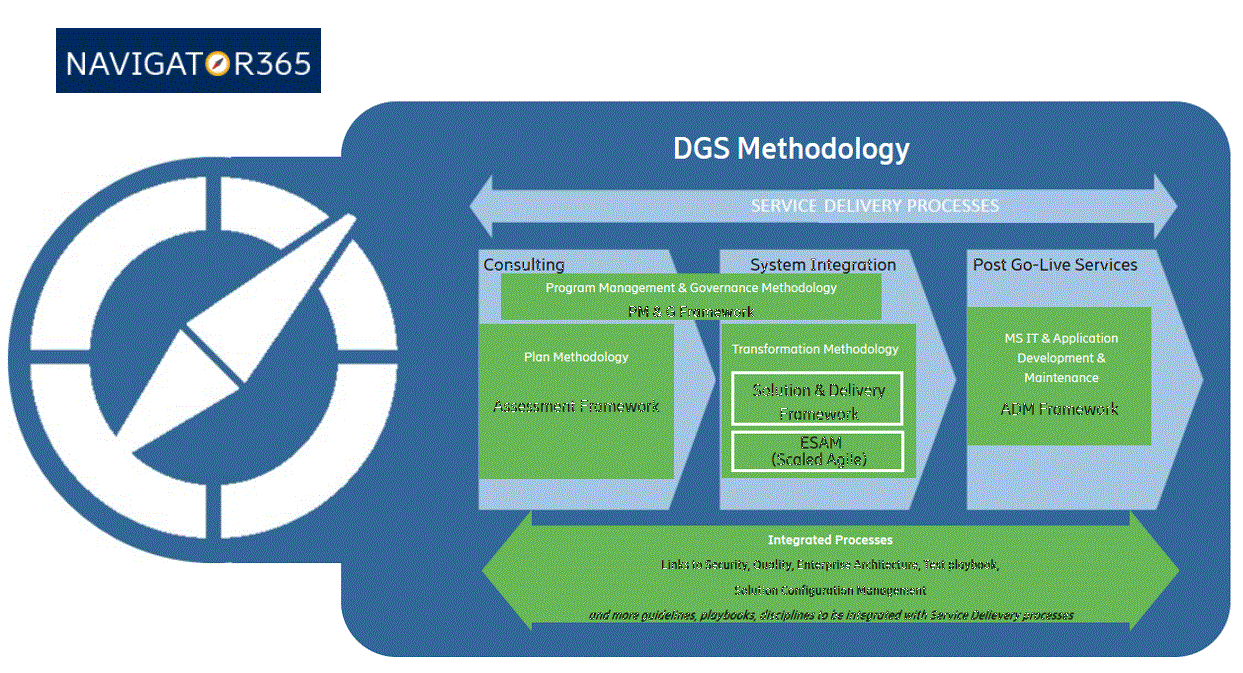 NAVIGATOR365
DGS Methodology
SERVICE DELIVERY PROCESSES
Consulting
System Integration
Post Go-Live Services
Program Management & Governance Methodology
PM & G Framework
Plan Methodology
Assessment Framework
Transformation Methodology
Solution & Delivery
Framework
ESAM
(Scaled Agile)
MS IT & Application
Development &
Maintenance
ADM Framework
Integrated Processes
Links to Security, Quality, Enterprise Architecture, Test playbook,
Solution Configuration Management
and more guidelines, playbooks, disciplines to be integrated with Service Delievery processes